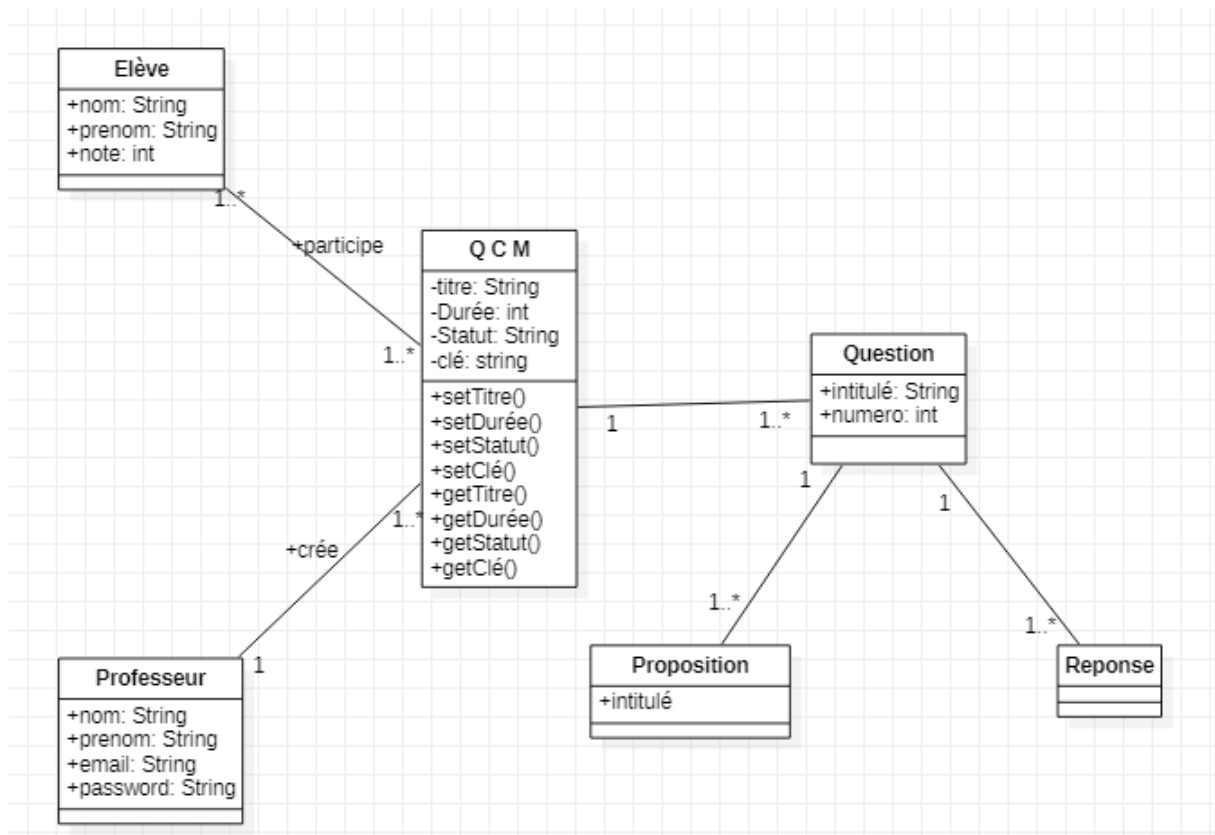 Elève
+nom: String
+prenom: String
+note: int
1..*
+participe
1..*
Q C M
-titre: String
-Durée: int
-Statut: String
-clé: string
+setTitre()
+setDurée()
+setStatut()
+setClé()
+getTitre()
+getDurée()
+getStatut()
+getClé()
1
1..*
Question
+intitulé: String
+numero: int
1
1
1..*
+crée
1
1..*
1..*
Professeur
+nom: String
+prenom: String
+email: String
+password: String
Proposition
+intitulé
Reponse